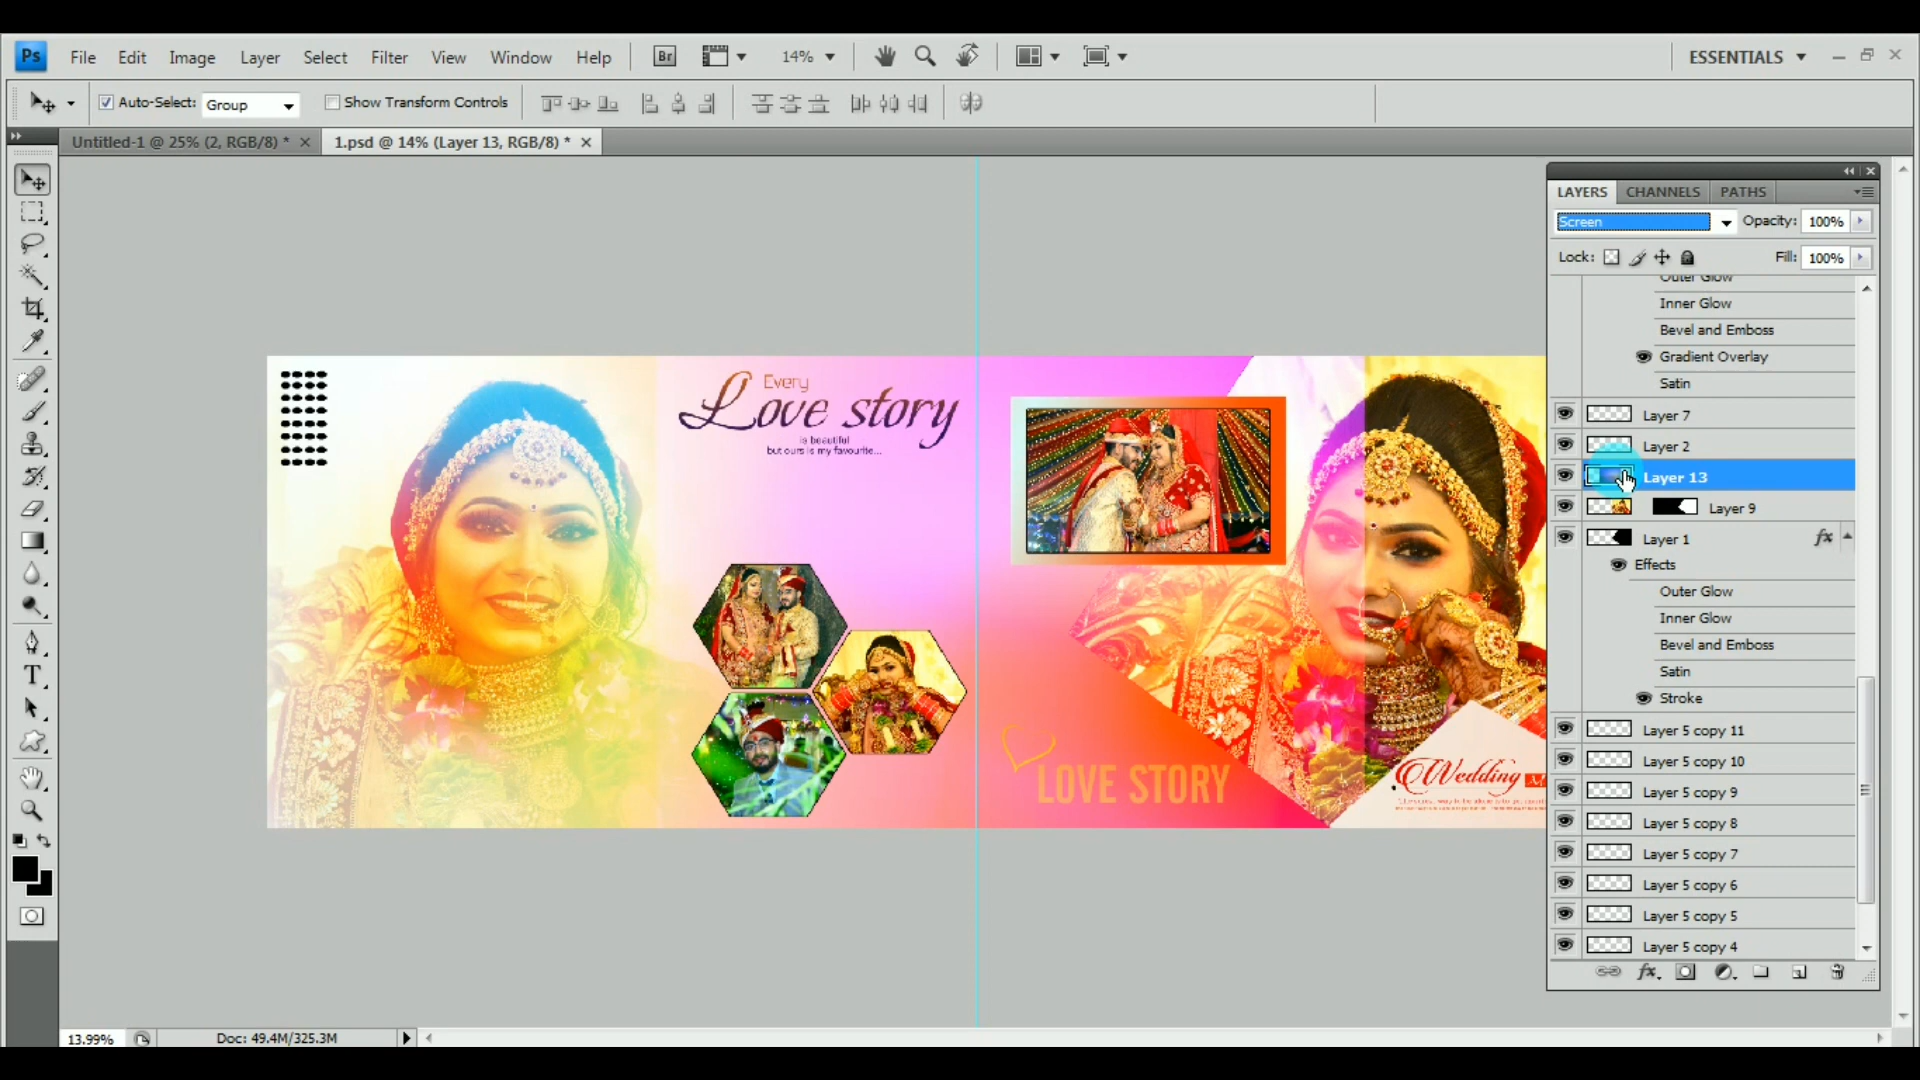 Ps File Edit Image Layer Select Filter View Window Help Br 14% ESSENTIALS
Auto-Select: Group Show Transform Controls
Untitled-1 @ 25% (2, RGB/8) * 1.psd @ 14% (Layer 13, RGB/8) *
LAYERS CHANNELS PATHS
Screen Opacity: 100%
Lock: Fill: 100%
Outer Glow
Inner Glow
Bevel and Emboss
Gradient Overlay
Satin
Layer 7
Layer 2
Layer 13
Layer 9
Layer 1 fx
Effects
Outer Glow
Inner Glow
Bevel and Emboss
Satin
Stroke
Layer 5 copy 11
Layer 5 copy 10
Layer 5 copy 9
Layer 5 copy 8
Layer 5 copy 7
Layer 5 copy 6
Layer 5 copy 5
Layer 5 copy 4
fx
Every
Love story
is beautiful
but ours is my favourite...
LOVE STORY
Wedding
T
13.99% Doc: 49.4M/325.3M